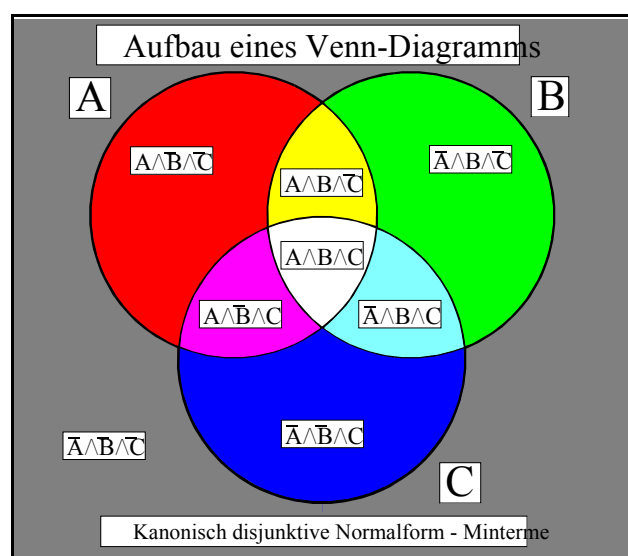 Aufbau eines Venn-Diagramms
A
B
A∧B̅∧C̅
A̅∧B∧C̅
A∧B∧C̅
A∧B∧C
A∧B̅∧C
A̅∧B∧C
A̅∧B̅∧C
A̅∧B̅∧C̅
C
Kanonisch disjunktive Normalform - Minterme